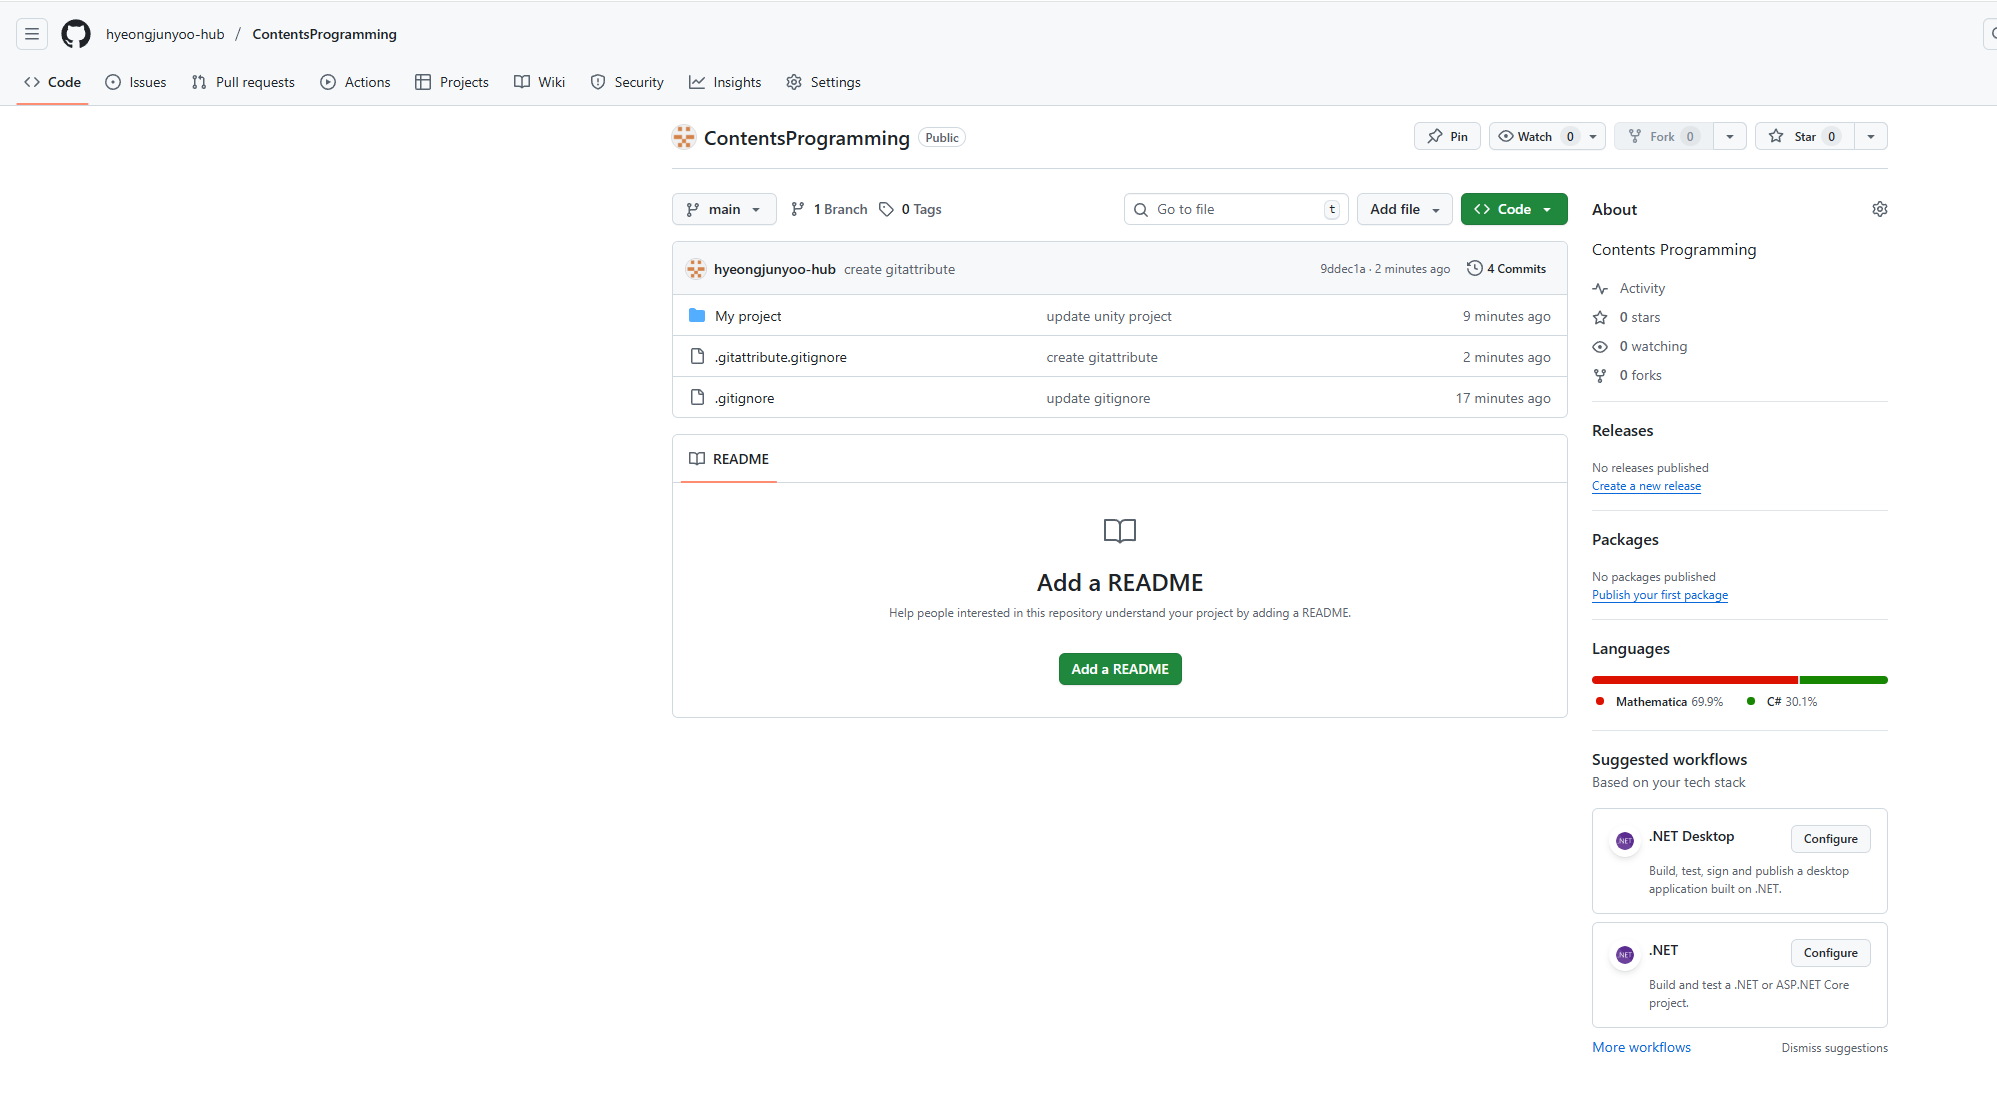 hyeongjunyoo-hub / ContentsProgramming
Code Issues Pull requests Actions Projects Wiki Security Insights Settings
ContentsProgramming Public
Pin Watch 0 Fork 0 Star 0
main 1 Branch 0 Tags Go to file t Add file Code
hyeongjunyoo-hub create gitattribute 9ddec1a · 2 minutes ago 4 Commits
My project update unity project 9 minutes ago
.gitattribute.gitignore create gitattribute 2 minutes ago
.gitignore update gitignore 17 minutes ago
README
Add a README
Help people interested in this repository understand your project by adding a README.
Add a README
About
Contents Programming
Activity
0 stars
0 watching
0 forks
Releases
No releases published
Create a new release
Packages
No packages published
Publish your first package
Languages
Mathematica 69.9% C# 30.1%
Suggested workflows
Based on your tech stack
.NET .NET Desktop Configure
Build, test, sign and publish a desktop
application built on .NET.
.NET .NET Configure
Build and test a .NET or ASP.NET Core
project.
More workflows Dismiss suggestions